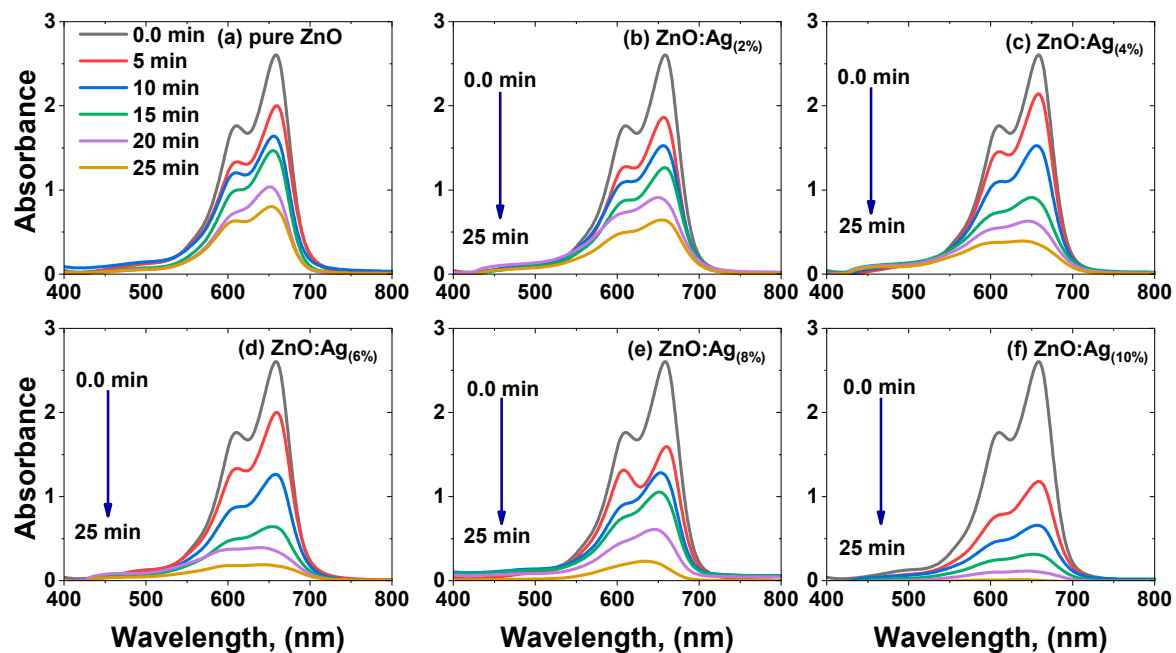 3
2
1
0
Absorbance
0.0 min
5 min
10 min
15 min
20 min
25 min
(a) pure ZnO
400 500 600 700 800
3
2
1
0
(b) ZnO:Ag(2%)
0.0 min
25 min
400 500 600 700 800
3
2
1
0
(c) ZnO:Ag(4%)
0.0 min
25 min
400 500 600 700 800
3
2
1
0
Absorbance
(d) ZnO:Ag(6%)
0.0 min
25 min
400 500 600 700 800
Wavelength, (nm)
3
2
1
0
(e) ZnO:Ag(8%)
0.0 min
25 min
400 500 600 700 800
Wavelength, (nm)
3
2
1
0
(f) ZnO:Ag(10%)
0.0 min
25 min
400 500 600 700 800
Wavelength, (nm)